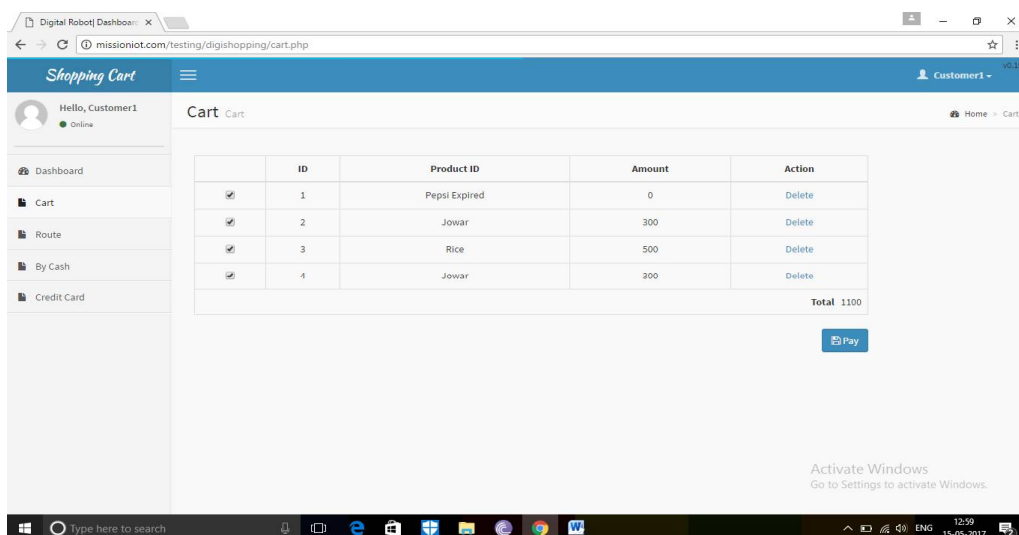 Digital Robot| Dashboar
missioniot.com/testing/digishopping/cart.php
v0.1
Shopping Cart
Customer1
Hello, Customer1
Online
Cart Cart
Home > Cart
Dashboard
Cart
Route
By Cash
Credit Card
ID Product ID Amount Action
1 Pepsi Expired 0 Delete
2 Jowar 300 Delete
3 Rice 500 Delete
4 Jowar 300 Delete
Total 1100
Pay
Activate Windows
Go to Settings to activate Windows.
Type here to search
W
ENG
12:59
15-05-2017